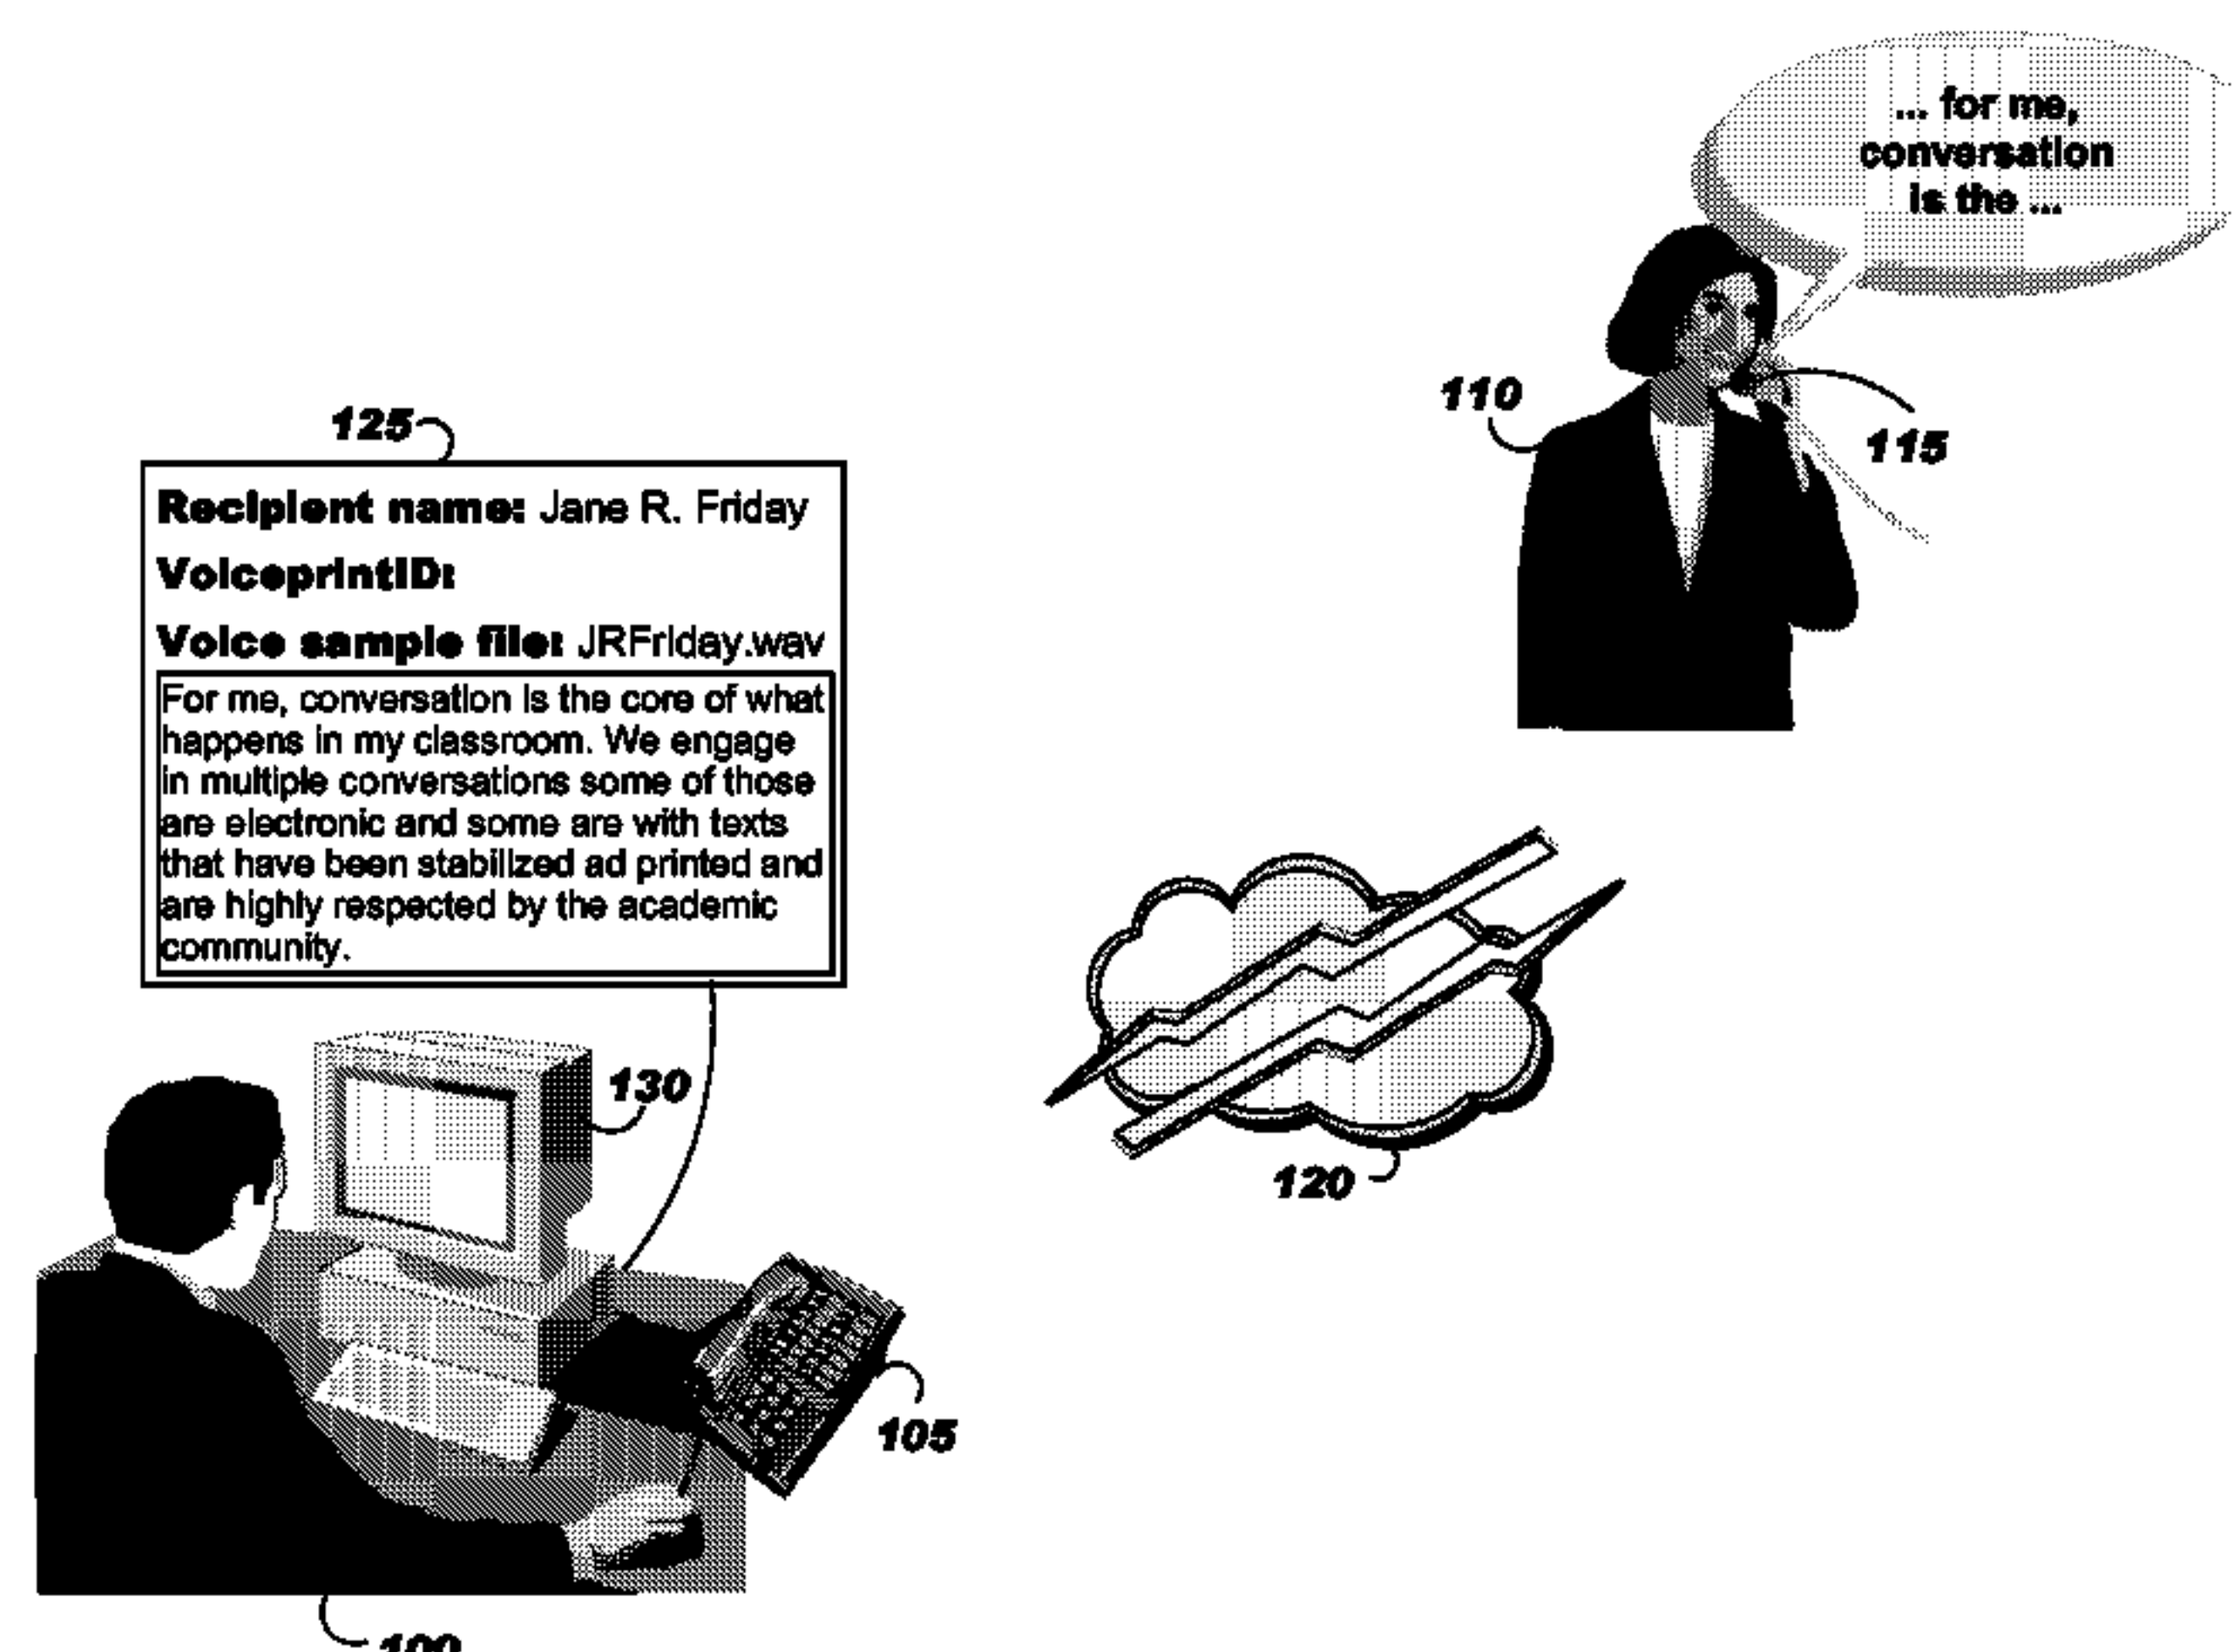 ... for me,
conversation
is the ...
110
115
125
Recipient name: Jane R. Friday
VoiceprintID:
Voice sample file: JRFriday.wav
For me, conversation is the core of what
happens in my classroom. We engage
in multiple conversations some of those
are electronic and some are with texts
that have been stabilized ad printed and
are highly respected by the academic
community.
130
120
105
100